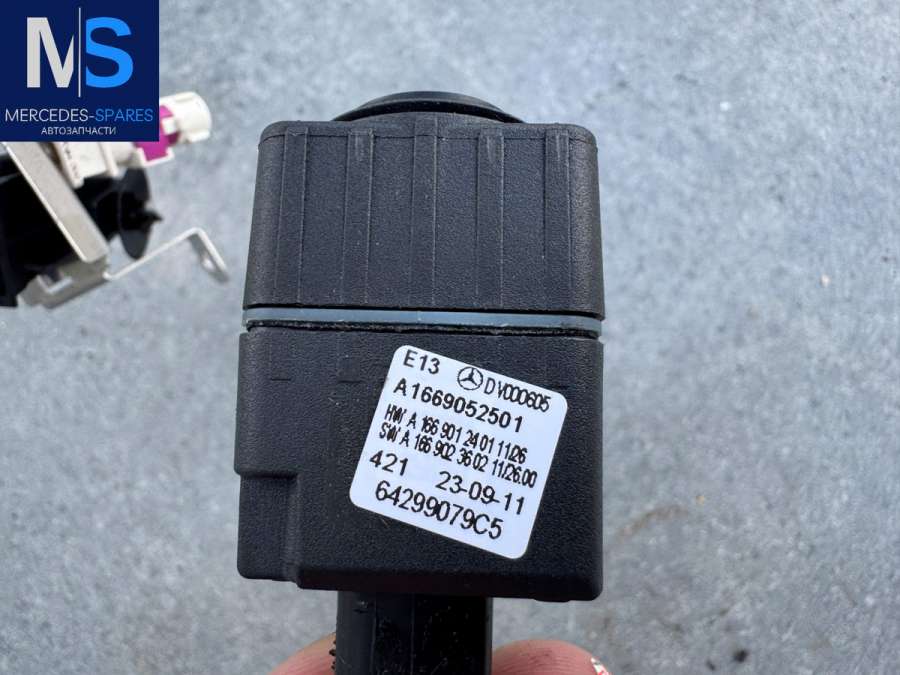 MS
MERCEDES-SPARES
АВТОЗАПЧАСТИ
E13 DV000605
A1669052501
HW A 166 901 24 01 11/26
SW A 166 902 36 02 11/26.00
421 23-09-11
64299079C5